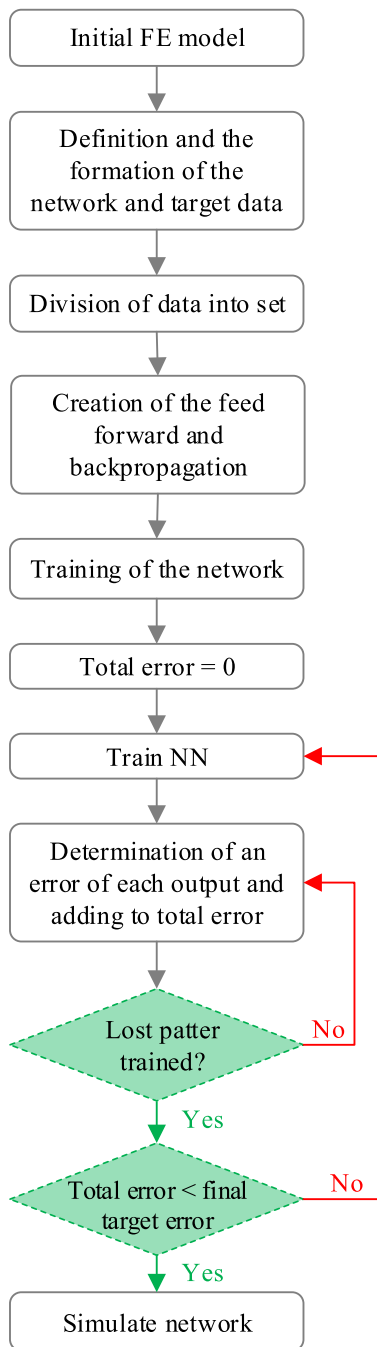 Initial FE model
Definition and the
formation of the
network and target data
Division of data into set
Creation of the feed
forward and
backpropagation
Training of the network
Total error = 0
Train NN
Determination of an
error of each output and
adding to total error
Lost patter
trained?
No
Yes
Total error < final
target error
No
Yes
Simulate network